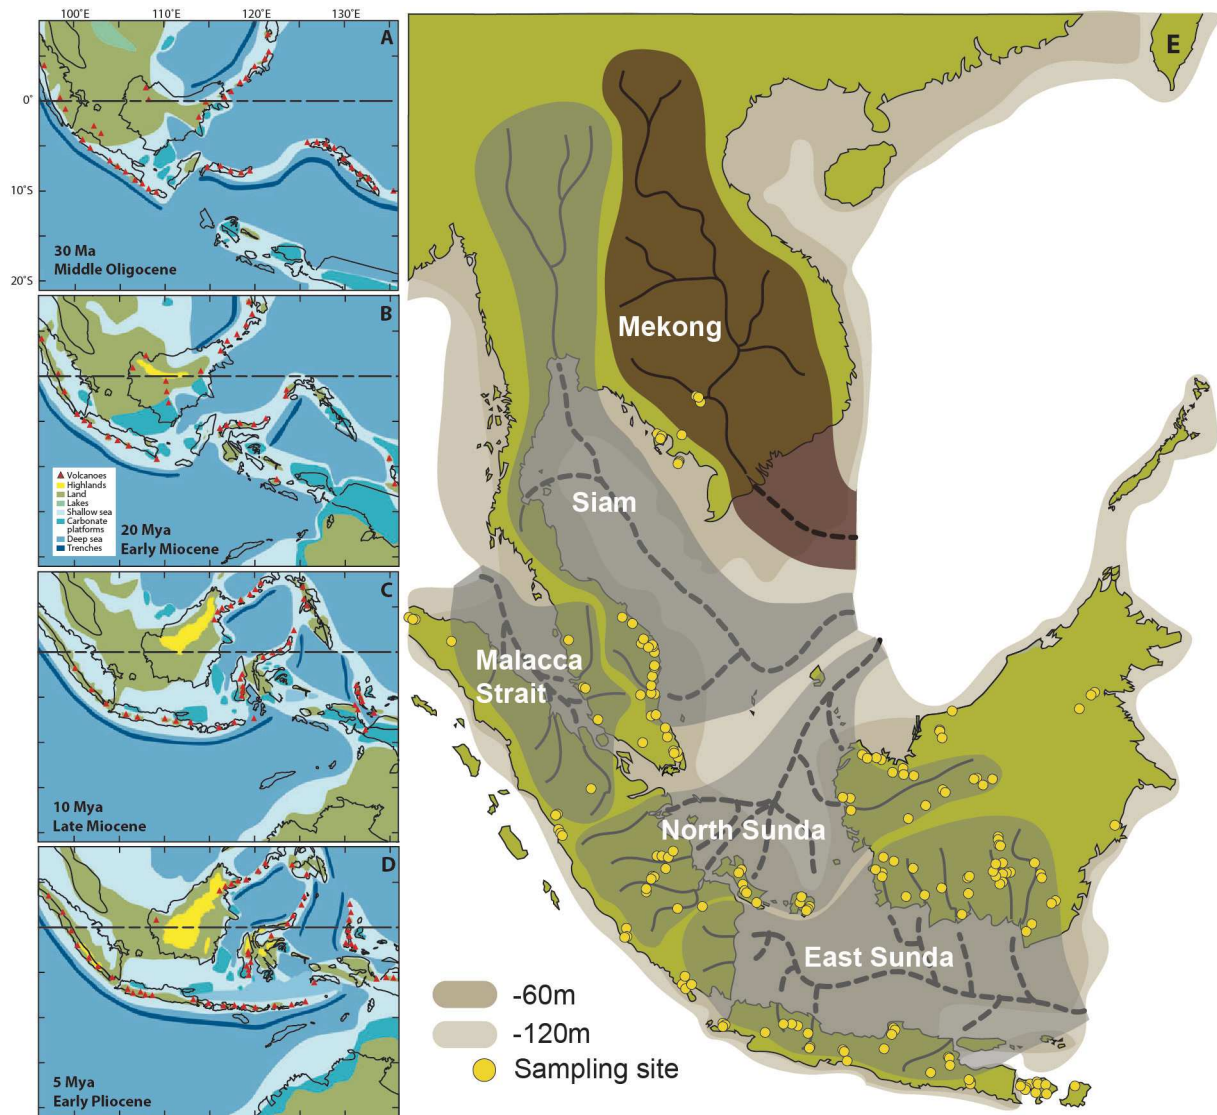 100°E
110°E
120°E
130°E
A
0°
10°S
20°S
30 Ma
Middle Oligocene
B
Volcanoes
Highlands
Land
Lakes
Shallow sea
Carbonate
platforms
Deep sea
Trenches
20 Mya
Early Miocene
C
10 Mya
Late Miocene
D
5 Mya
Early Pliocene
E
Mekong
Siam
Malacca
Strait
North Sunda
East Sunda
-60m
-120m
Sampling site